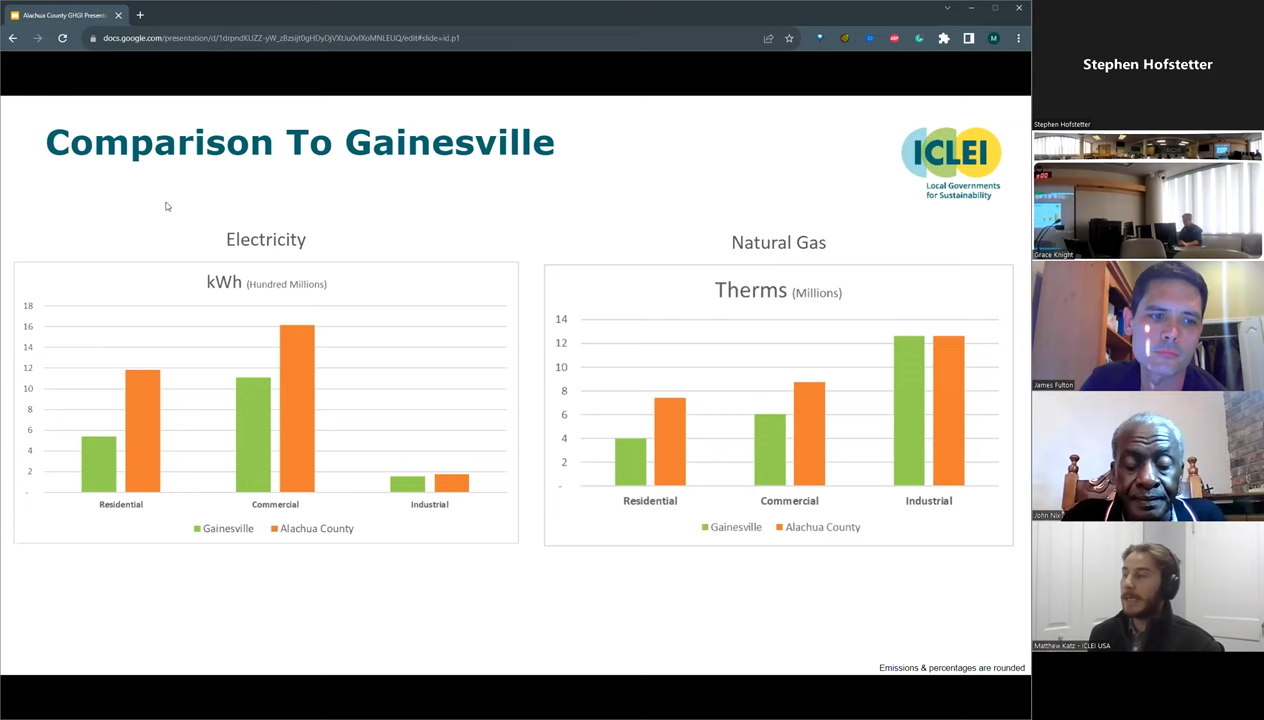 Alachua County GHGI Present
docs.google.com/presentation/d/1drpndKUZZ-yW_zBzsijt0gHDyDjVXUu0vlXoMNLEUQ/edit#slide=id.p1
M
Comparison To Gainesville
ICLEI
Local Governments
for Sustainability
Electricity
kWh (Hundred Millions)
18
16
14
12
10
8
6
4
2
-
Residential
Commercial
Industrial
Gainesville
Alachua County
Natural Gas
Therms (Millions)
14
12
10
8
6
4
2
-
Residential
Commercial
Industrial
Gainesville
Alachua County
Emissions & percentages are rounded
Stephen Hofstetter
Stephen Hofstetter
Grace Knight
James Fulton
John Nix
Matthew Katz - ICLEI USA